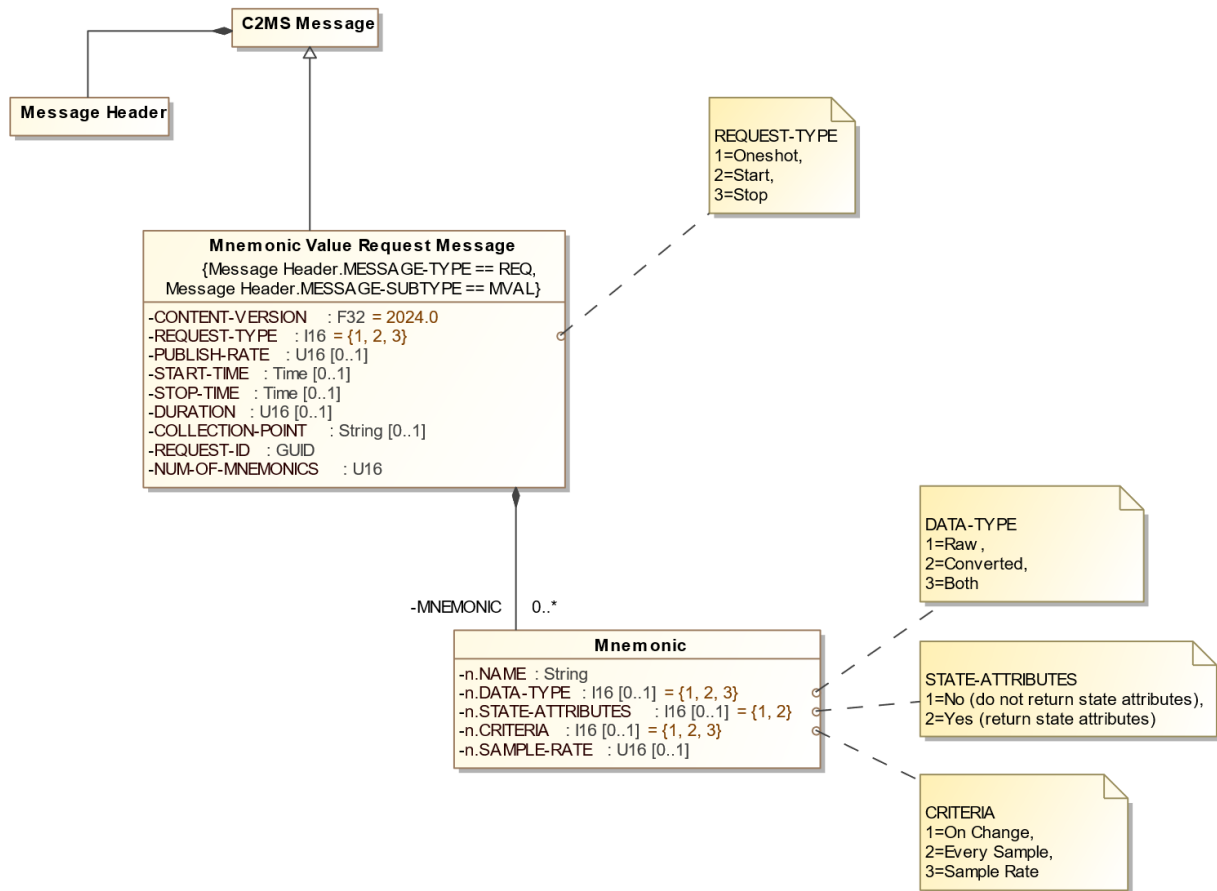 C2MS Message
Message Header
REQUEST-TYPE
1=Oneshot,
2=Start,
3=Stop
Mnemonic Value Request Message
{Message Header.MESSAGE-TYPE == REQ,
Message Header.MESSAGE-SUBTYPE == MVAL}
-CONTENT-VERSION : F32 = 2024.0
-REQUEST-TYPE : I16 = {1, 2, 3}
-PUBLISH-RATE : U16 [0..1]
-START-TIME : Time [0..1]
-STOP-TIME : Time [0..1]
-DURATION : U16 [0..1]
-COLLECTION-POINT : String [0..1]
-REQUEST-ID : GUID
-NUM-OF-MNEMONICS : U16
-MNEMONIC 0..*
Mnemonic
-n.NAME : String
-n.DATA-TYPE : I16 [0..1] = {1, 2, 3}
-n.STATE-ATTRIBUTES : I16 [0..1] = {1, 2}
-n.CRITERIA : I16 [0..1] = {1, 2, 3}
-n.SAMPLE-RATE : U16 [0..1]
DATA-TYPE
1=Raw ,
2=Converted,
3=Both
STATE-ATTRIBUTES
1=No (do not return state attributes),
2=Yes (return state attributes)
CRITERIA
1=On Change,
2=Every Sample,
3=Sample Rate